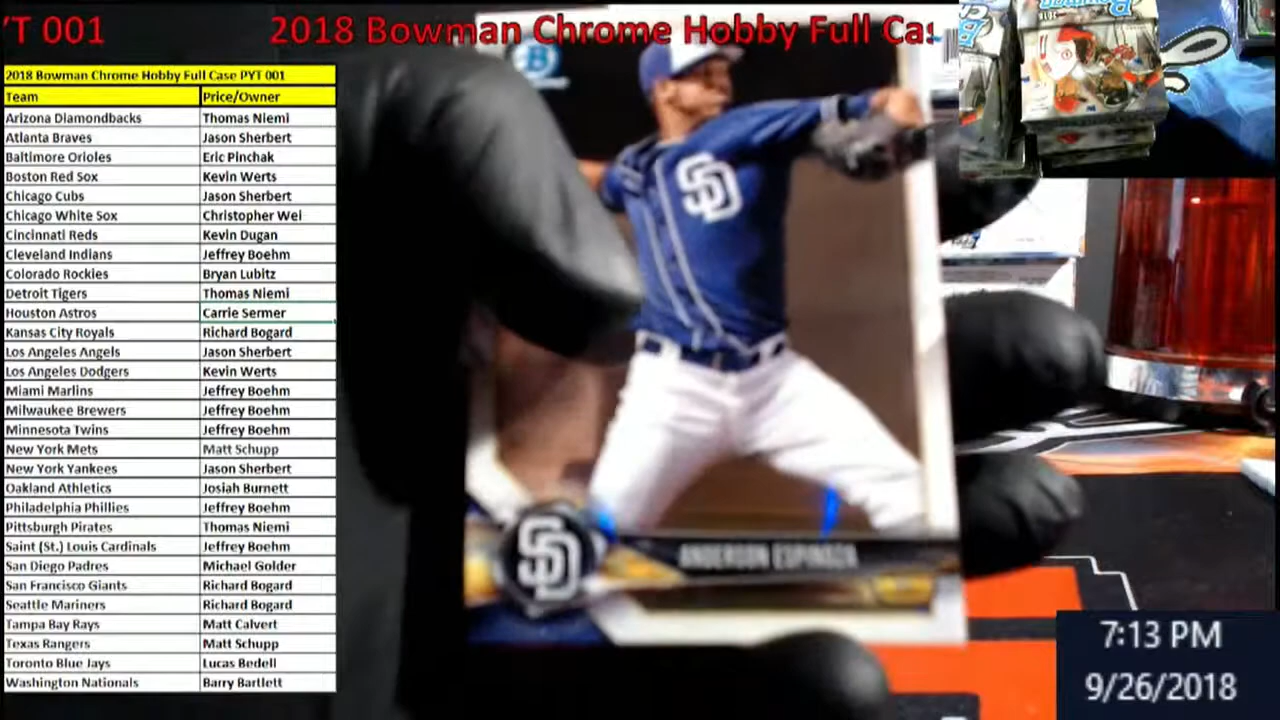 YT 001
2018 Bowman Chrome Hobby Full Cas
2018 Bowman Chrome Hobby Full Case PYT 001
Team Price/Owner
Arizona Diamondbacks Thomas Niemi
Atlanta Braves Jason Sherbert
Baltimore Orioles Eric Pinchak
Boston Red Sox Kevin Werts
Chicago Cubs Jason Sherbert
Chicago White Sox Christopher Wei
Cincinnati Reds Kevin Dugan
Cleveland Indians Jeffrey Boehm
Colorado Rockies Bryan Lubitz
Detroit Tigers Thomas Niemi
Houston Astros Carrie Sermer
Kansas City Royals Richard Bogard
Los Angeles Angels Jason Sherbert
Los Angeles Dodgers Kevin Werts
Miami Marlins Jeffrey Boehm
Milwaukee Brewers Jeffrey Boehm
Minnesota Twins Jeffrey Boehm
New York Mets Matt Schupp
New York Yankees Jason Sherbert
Oakland Athletics Josiah Burnett
Philadelphia Phillies Jeffrey Boehm
Pittsburgh Pirates Thomas Niemi
Saint (St.) Louis Cardinals Jeffrey Boehm
San Diego Padres Michael Golder
San Francisco Giants Richard Bogard
Seattle Mariners Richard Bogard
Tampa Bay Rays Matt Calvert
Texas Rangers Matt Schupp
Toronto Blue Jays Lucas Bedell
Washington Nationals Barry Bartlett
B
SD
SD
ANDERSON ESPINOZA
7:13 PM
9/26/2018